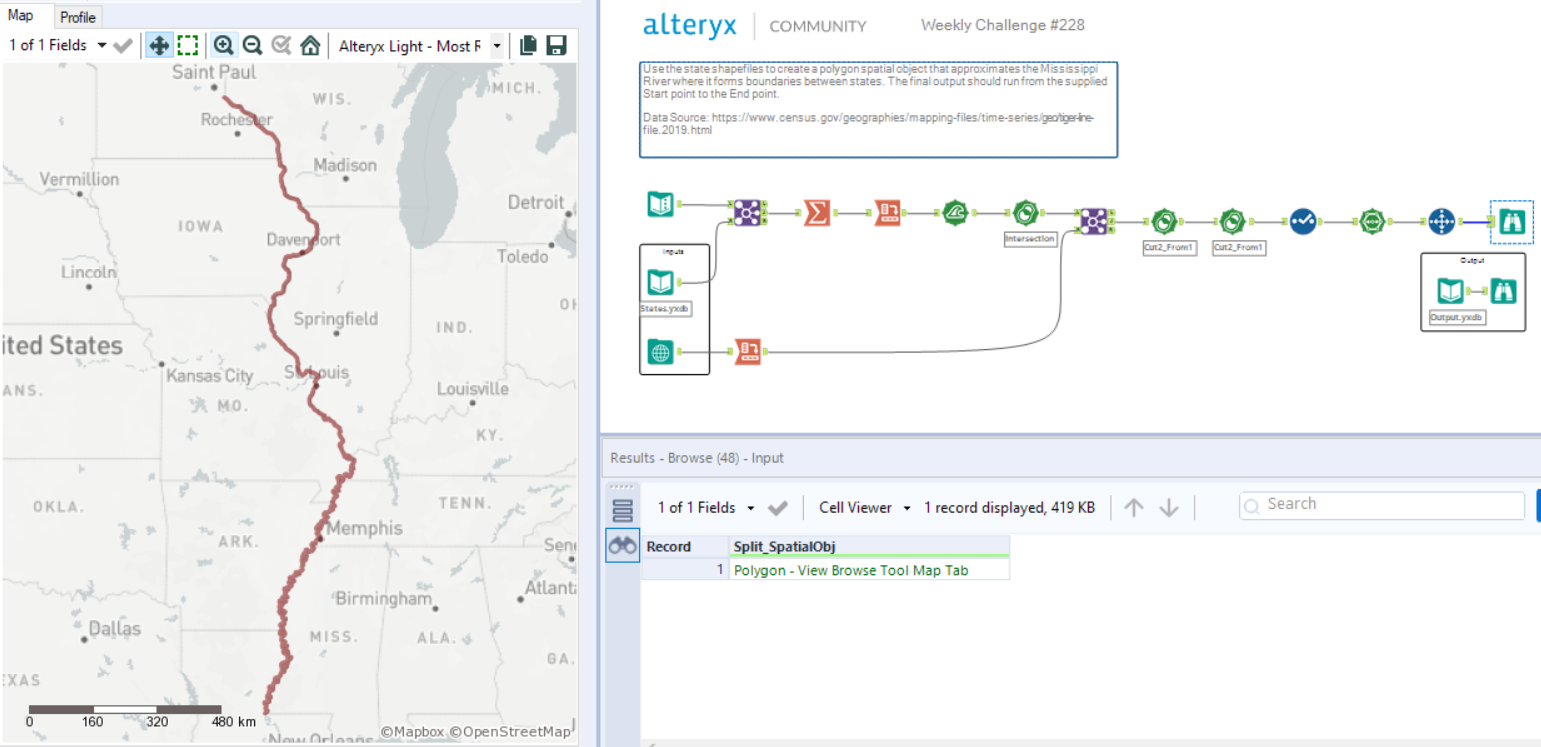 Map
Profile
1 of 1 Fields
Alteryx Light - Most R
Saint Paul
WIS.
MICH.
Rochester
Madison
Vermillion
Detroit
IOWA
Davenport
Toledo
Lincoln
Springfield
IND.
OH
ited States
St Louis
Kansas City
ANS.
MO.
Louisville
KY.
OKLA.
TENN.
Memphis
ARK.
Sene
Atlanta
Birmingham
Dallas
MISS.
ALA.
GA.
EXAS
0 160 320 480 km
New Orleans
©Mapbox ©OpenStreetMap
alteryx
COMMUNITY
Weekly Challenge #228
Use the state shapefiles to create a polygon spatial object that approximates the Mississippi
River where it forms boundaries between states. The final output should run from the supplied
Start point to the End point.
Data Source: https://www.census.gov/geographies/mapping-files/time-series/geo/tiger-line-
file.2019.html
Inputs
States.yxdb
Intersection
Cut2_From1
Cut2_From1
Output
Output.yxdb
Results - Browse (48) - Input
1 of 1 Fields
Cell Viewer
1 record displayed, 419 KB
Search
Record
Split_SpatialObj
1
Polygon - View Browse Tool Map Tab